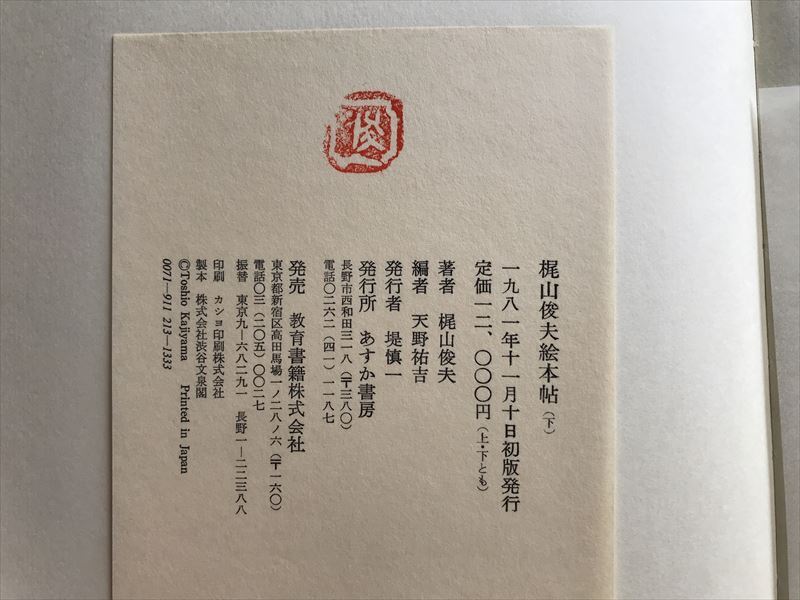 梶山俊夫絵本帖（下）
一九八一年十一月十日初版発行
定価一二、〇〇〇円（上・下とも）
著者 梶山俊夫
編者 天野祐吉
発行者 堤慎一
発行所 あすか書房
長野市西和田三一八（〒三八〇）
電話〇二六二（四一）一一八七
発売 教育書籍株式会社
東京都新宿区高田馬場一ノ二八ノ六（〒一六〇）
電話〇三（二〇五）〇〇二七
振替 東京九―六八二九一 長野一―二二三八八
印刷 カショ印刷株式会社
製本 株式会社渋谷文泉閣
©Toshio Kajiyama Printed in Japan
0071―911 213―1333